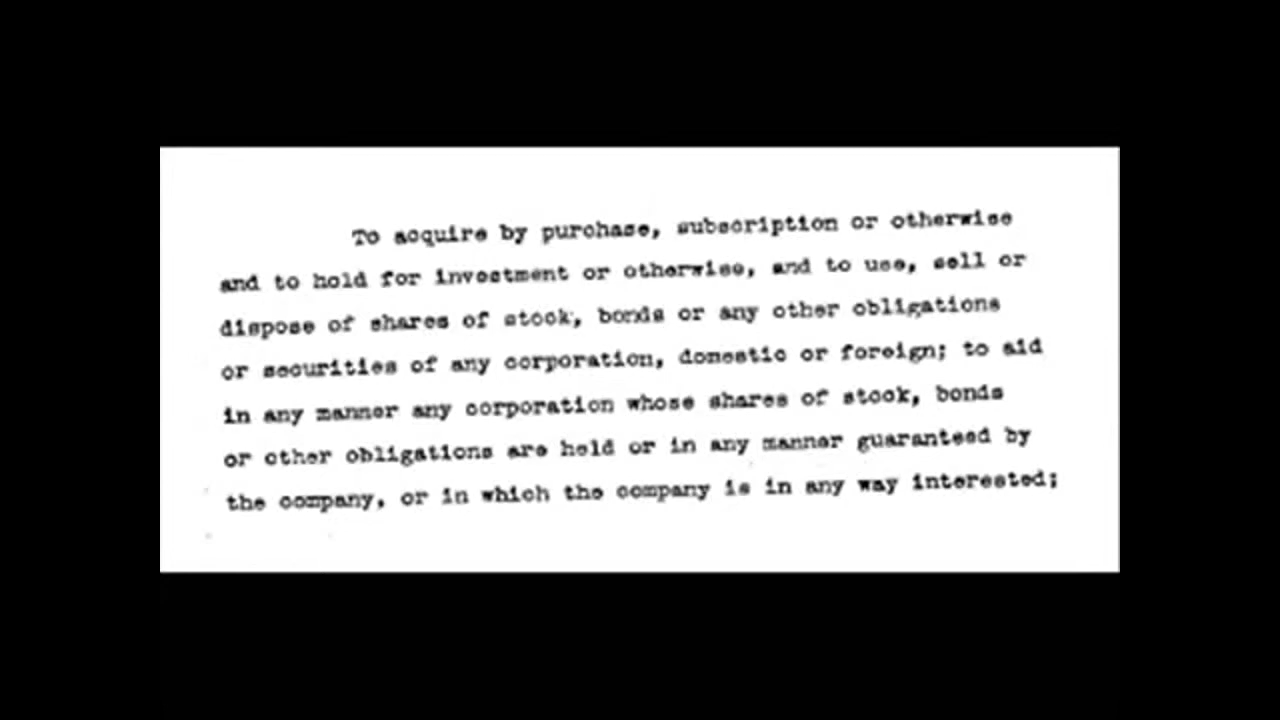 To acquire by purchase, subscription or otherwise
and to hold for investment or otherwise, and to use, sell or
dispose of shares of stock, bonds or any other obligations
or securities of any corporation, domestic or foreign; to aid
in any manner any corporation whose shares of stock, bonds
or other obligations are held or in any manner guaranteed by
the company, or in which the company is in any way interested;